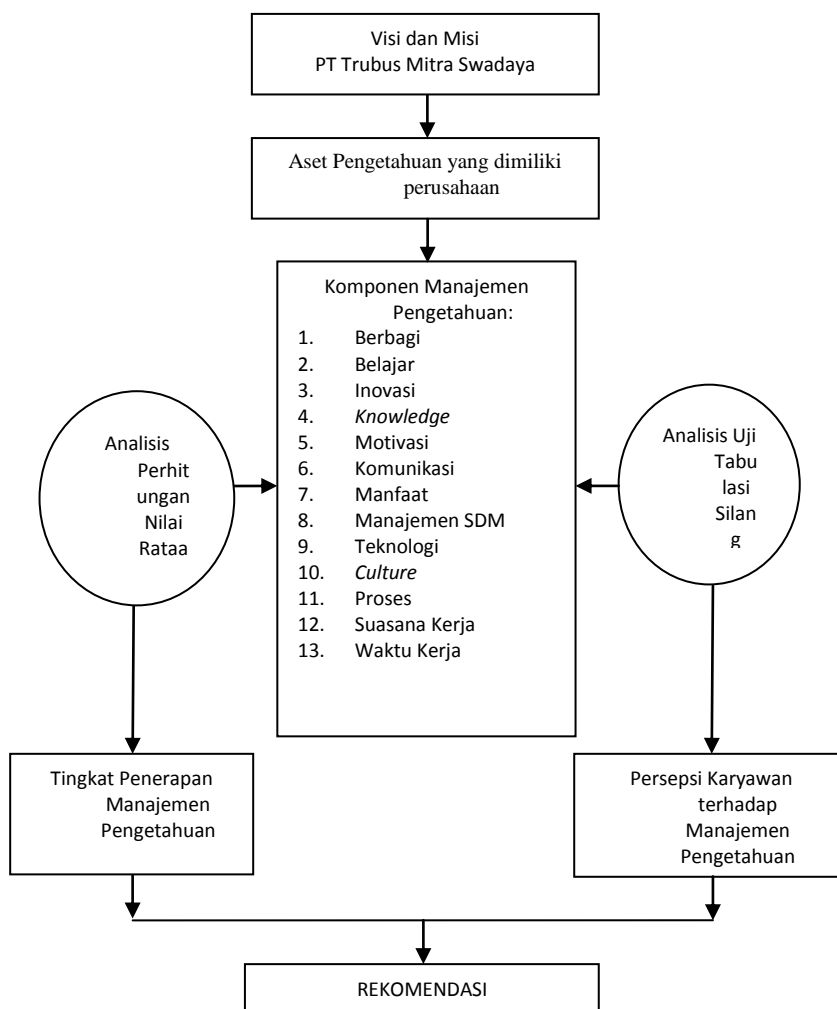 Visi dan Misi
PT Trubus Mitra Swadaya
Aset Pengetahuan yang dimiliki
perusahaan
Komponen Manajemen
Pengetahuan:
1. Berbagi
2. Belajar
3. Inovasi
4. Knowledge
5. Motivasi
6. Komunikasi
7. Manfaat
8. Manajemen SDM
9. Teknologi
10. Culture
11. Proses
12. Suasana Kerja
13. Waktu Kerja
Analisis
Perhit
ungan
Nilai
Rataa
Analisis Uji
Tabu
lasi
Silan
g
Tingkat Penerapan
Manajemen
Pengetahuan
Persepsi Karyawan
terhadap
Manajemen
Pengetahuan
REKOMENDASI